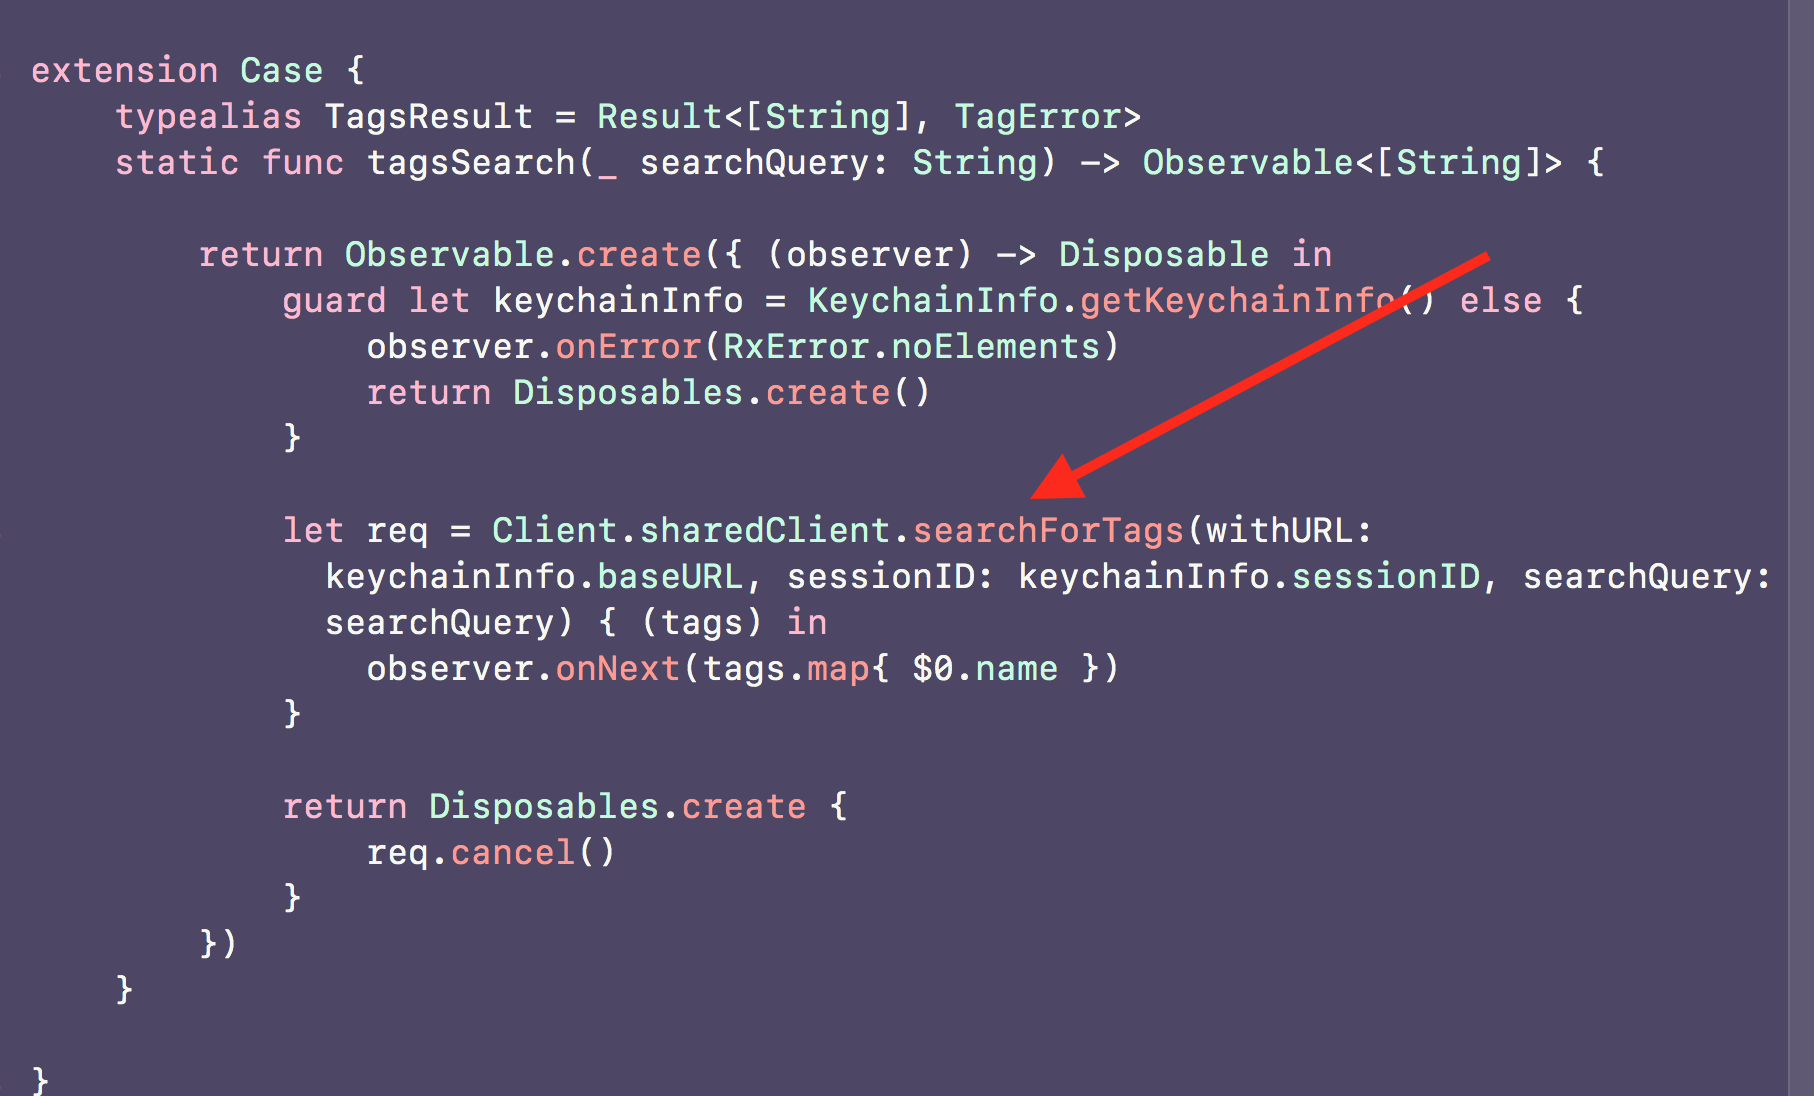 extension Case {
typealias TagsResult = Result<[String], TagError>
static func tagsSearch(_ searchQuery: String) -> Observable<[String]> {
return Observable.create({ (observer) -> Disposable in
guard let keychainInfo = KeychainInfo.getKeychainInfo() else {
observer.onError(RxError.noElements)
return Disposables.create()
}
let req = Client.sharedClient.searchForTags(withURL:
keychainInfo.baseURL, sessionID: keychainInfo.sessionID, searchQuery:
searchQuery) { (tags) in
observer.onNext(tags.map{ $0.name })
}
return Disposables.create {
req.cancel()
}
})
}
}